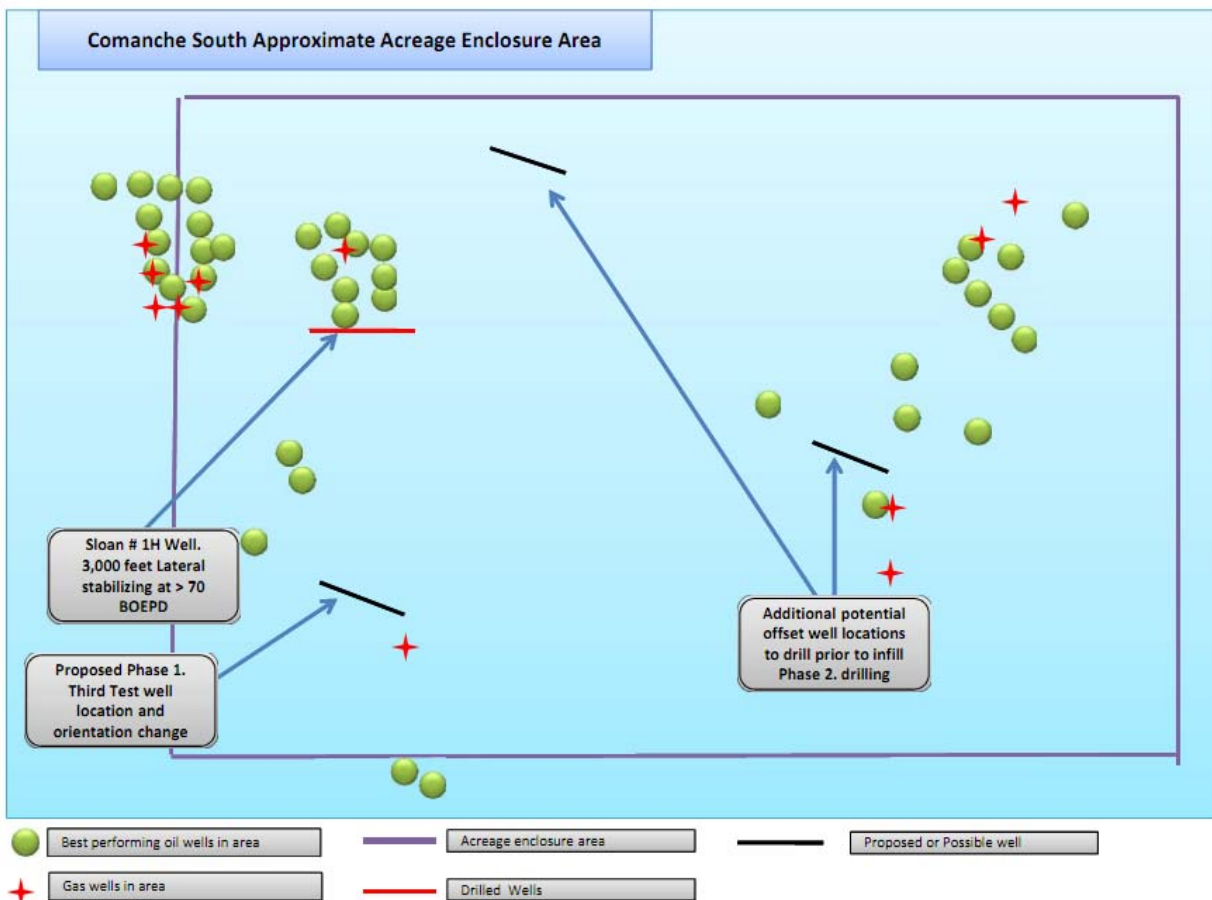 Comanche South Approximate Acreage Enclosure Area
Sloan # 1H Well.
3,000 feet Lateral
stabilizing at > 70
BOEPD
Proposed Phase 1.
Third Test well
location and
orientation change
Additional potential
offset well locations
to drill prior to infill
Phase 2. drilling
Best performing oil wells in area
Acreage enclosure area
Proposed or Possible well
Gas wells in area
Drilled Wells